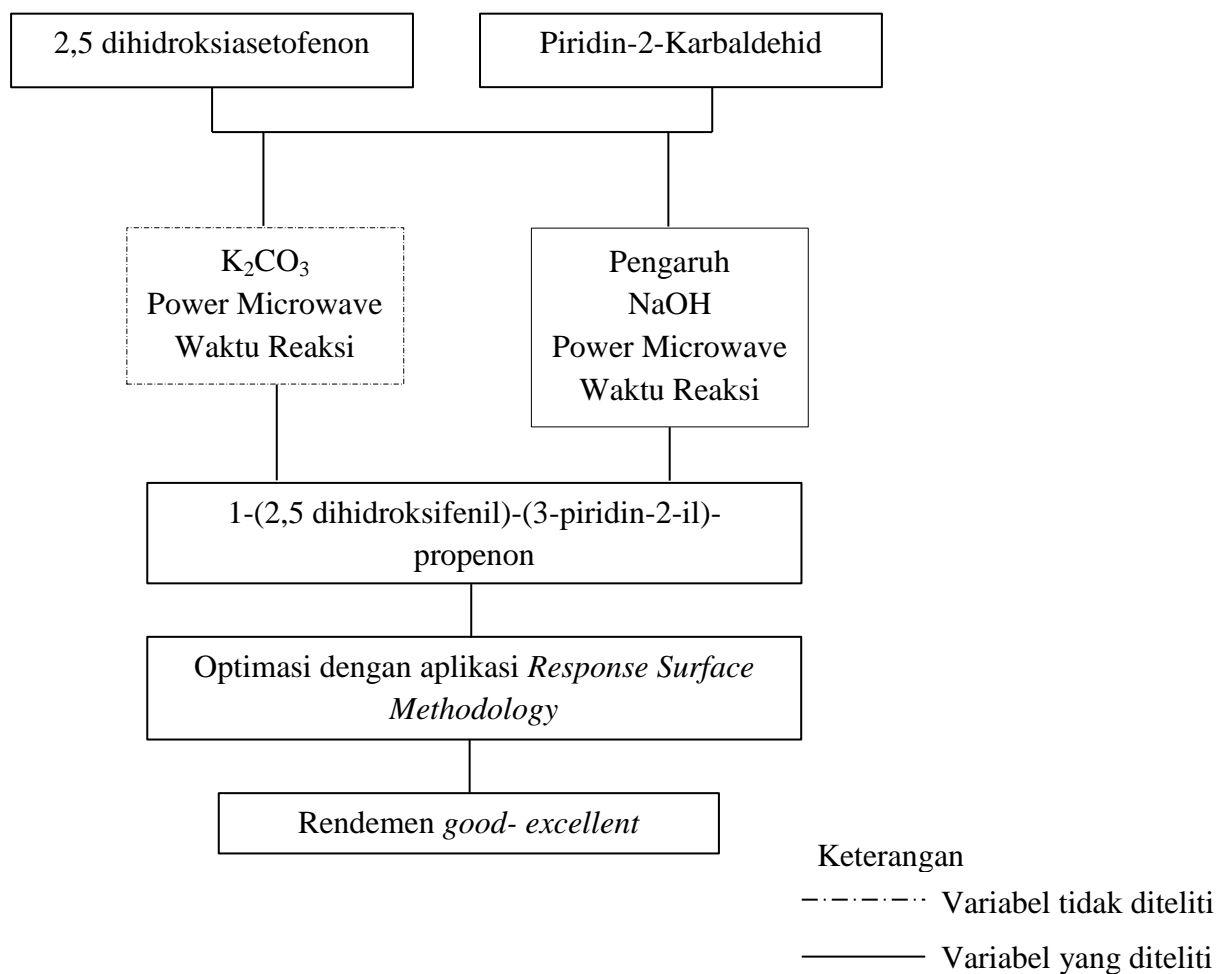 2,5 dihidroksiasetofenon
Piridin-2-Karbaldehid
K₂CO₃
Power Microwave
Waktu Reaksi
Pengaruh
NaOH
Power Microwave
Waktu Reaksi
1-(2,5 dihidroksifenil)-(3-piridin-2-il)-
propenon
Optimasi dengan aplikasi Response Surface
Methodology
Rendemen good- excellent
Keterangan
Variabel tidak diteliti
Variabel yang diteliti